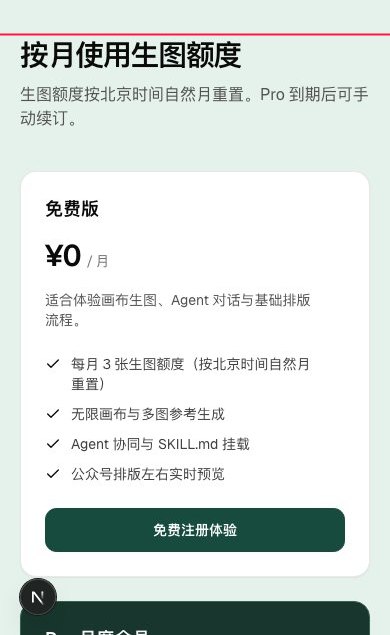 按月使用生图额度
生图额度按北京时间自然月重置。Pro 到期后可手
动续订。
免费版
¥0 / 月
适合体验画布生图、Agent 对话与基础排版
流程。
每月 3 张生图额度（按北京时间自然月
重置）
无限画布与多图参考生成
Agent 协同与 SKILL.md 挂载
公众号排版左右实时预览
免费注册体验
N